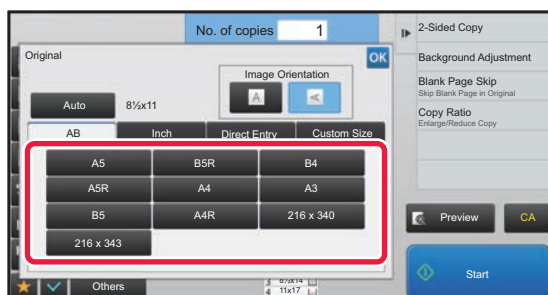 No. of copies 1
Original
OK
Image Orientation
A A
Auto 8½x11
AB Inch Direct Entry Custom Size
A5 B5R B4
A5R A4 A3
B5 A4R 216 x 340
216 x 343
Others
3 8½x14
4 11x17
2-Sided Copy
Background Adjustment
Blank Page Skip
Skip Blank Page in Original
Copy Ratio
Enlarge/Reduce Copy
Preview CA
Start